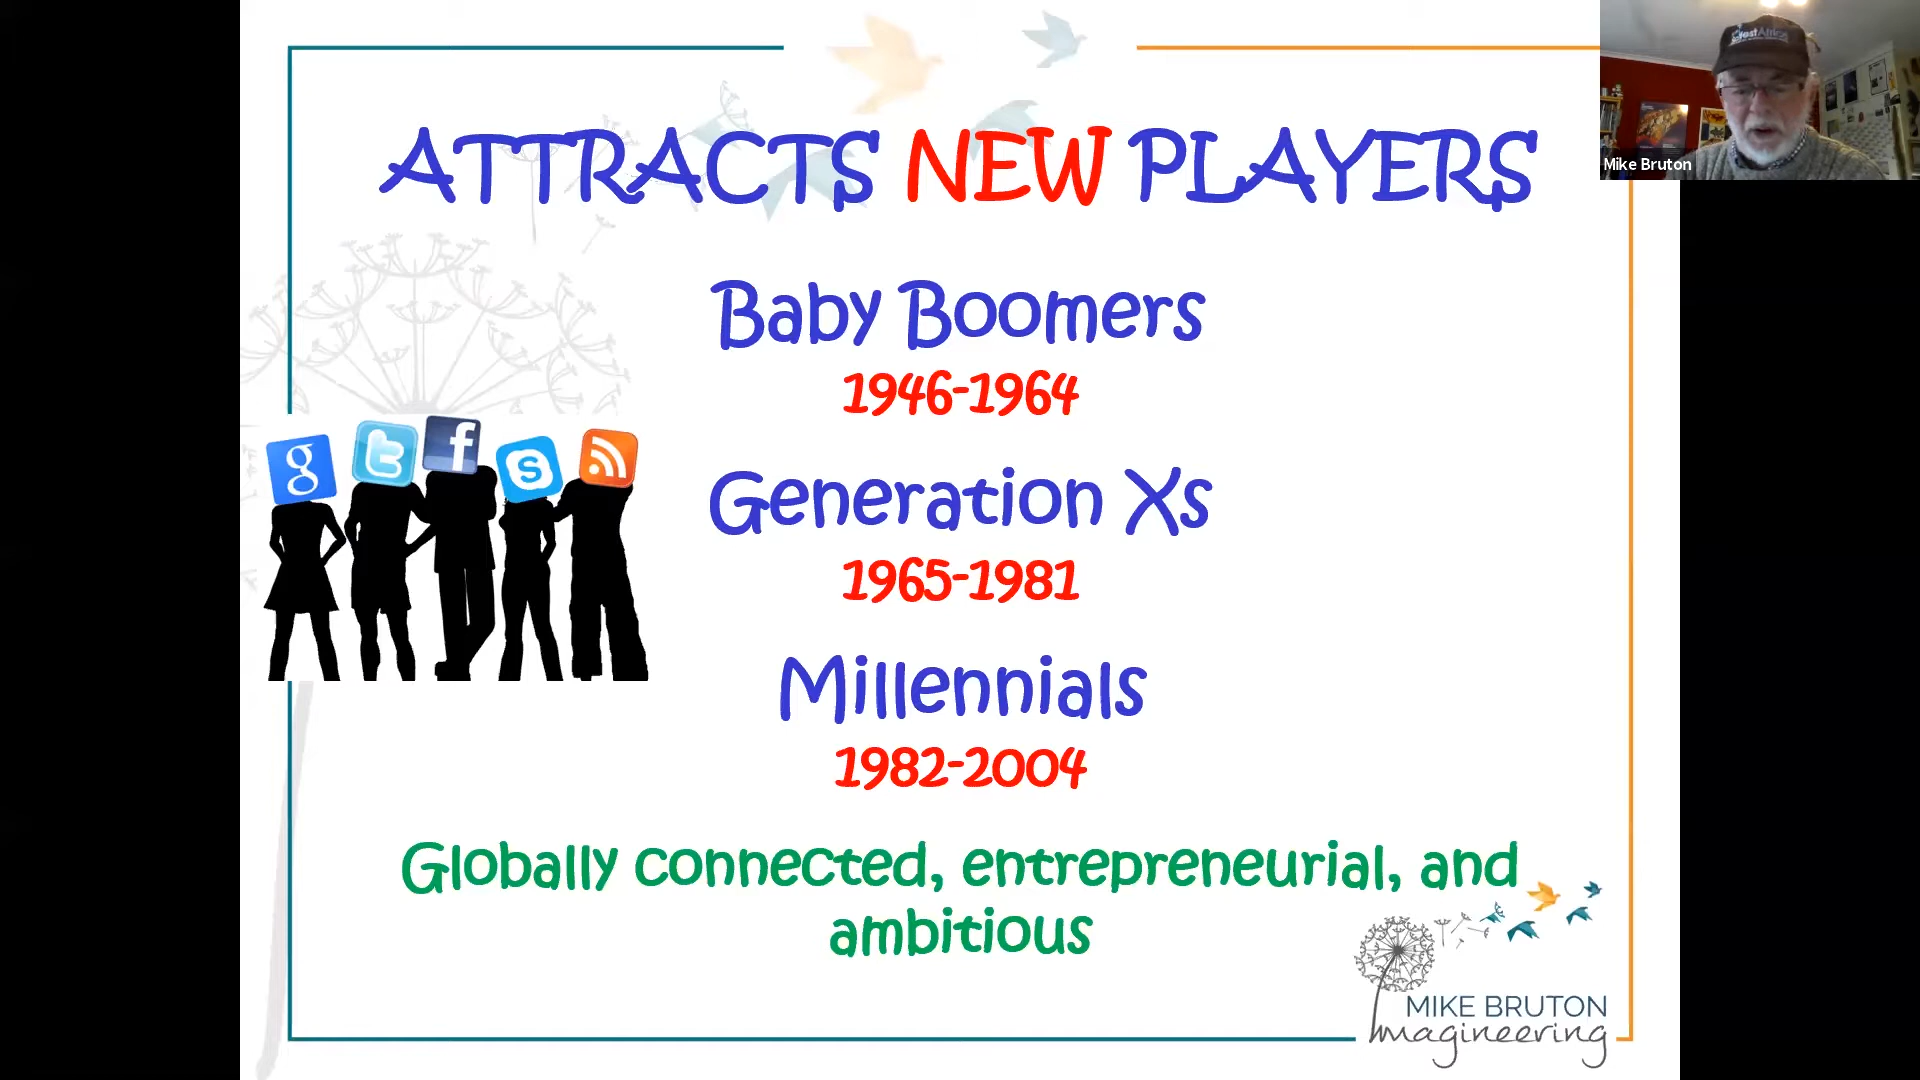 ATTRACTS NEW PLAYERS
Baby Boomers
1946-1964
Generation Xs
1965-1981
Millennials
1982-2004
Globally connected, entrepreneurial, and
ambitious
g
t
f
S
MIKE BRUTON
Imagineering
Mike Bruton